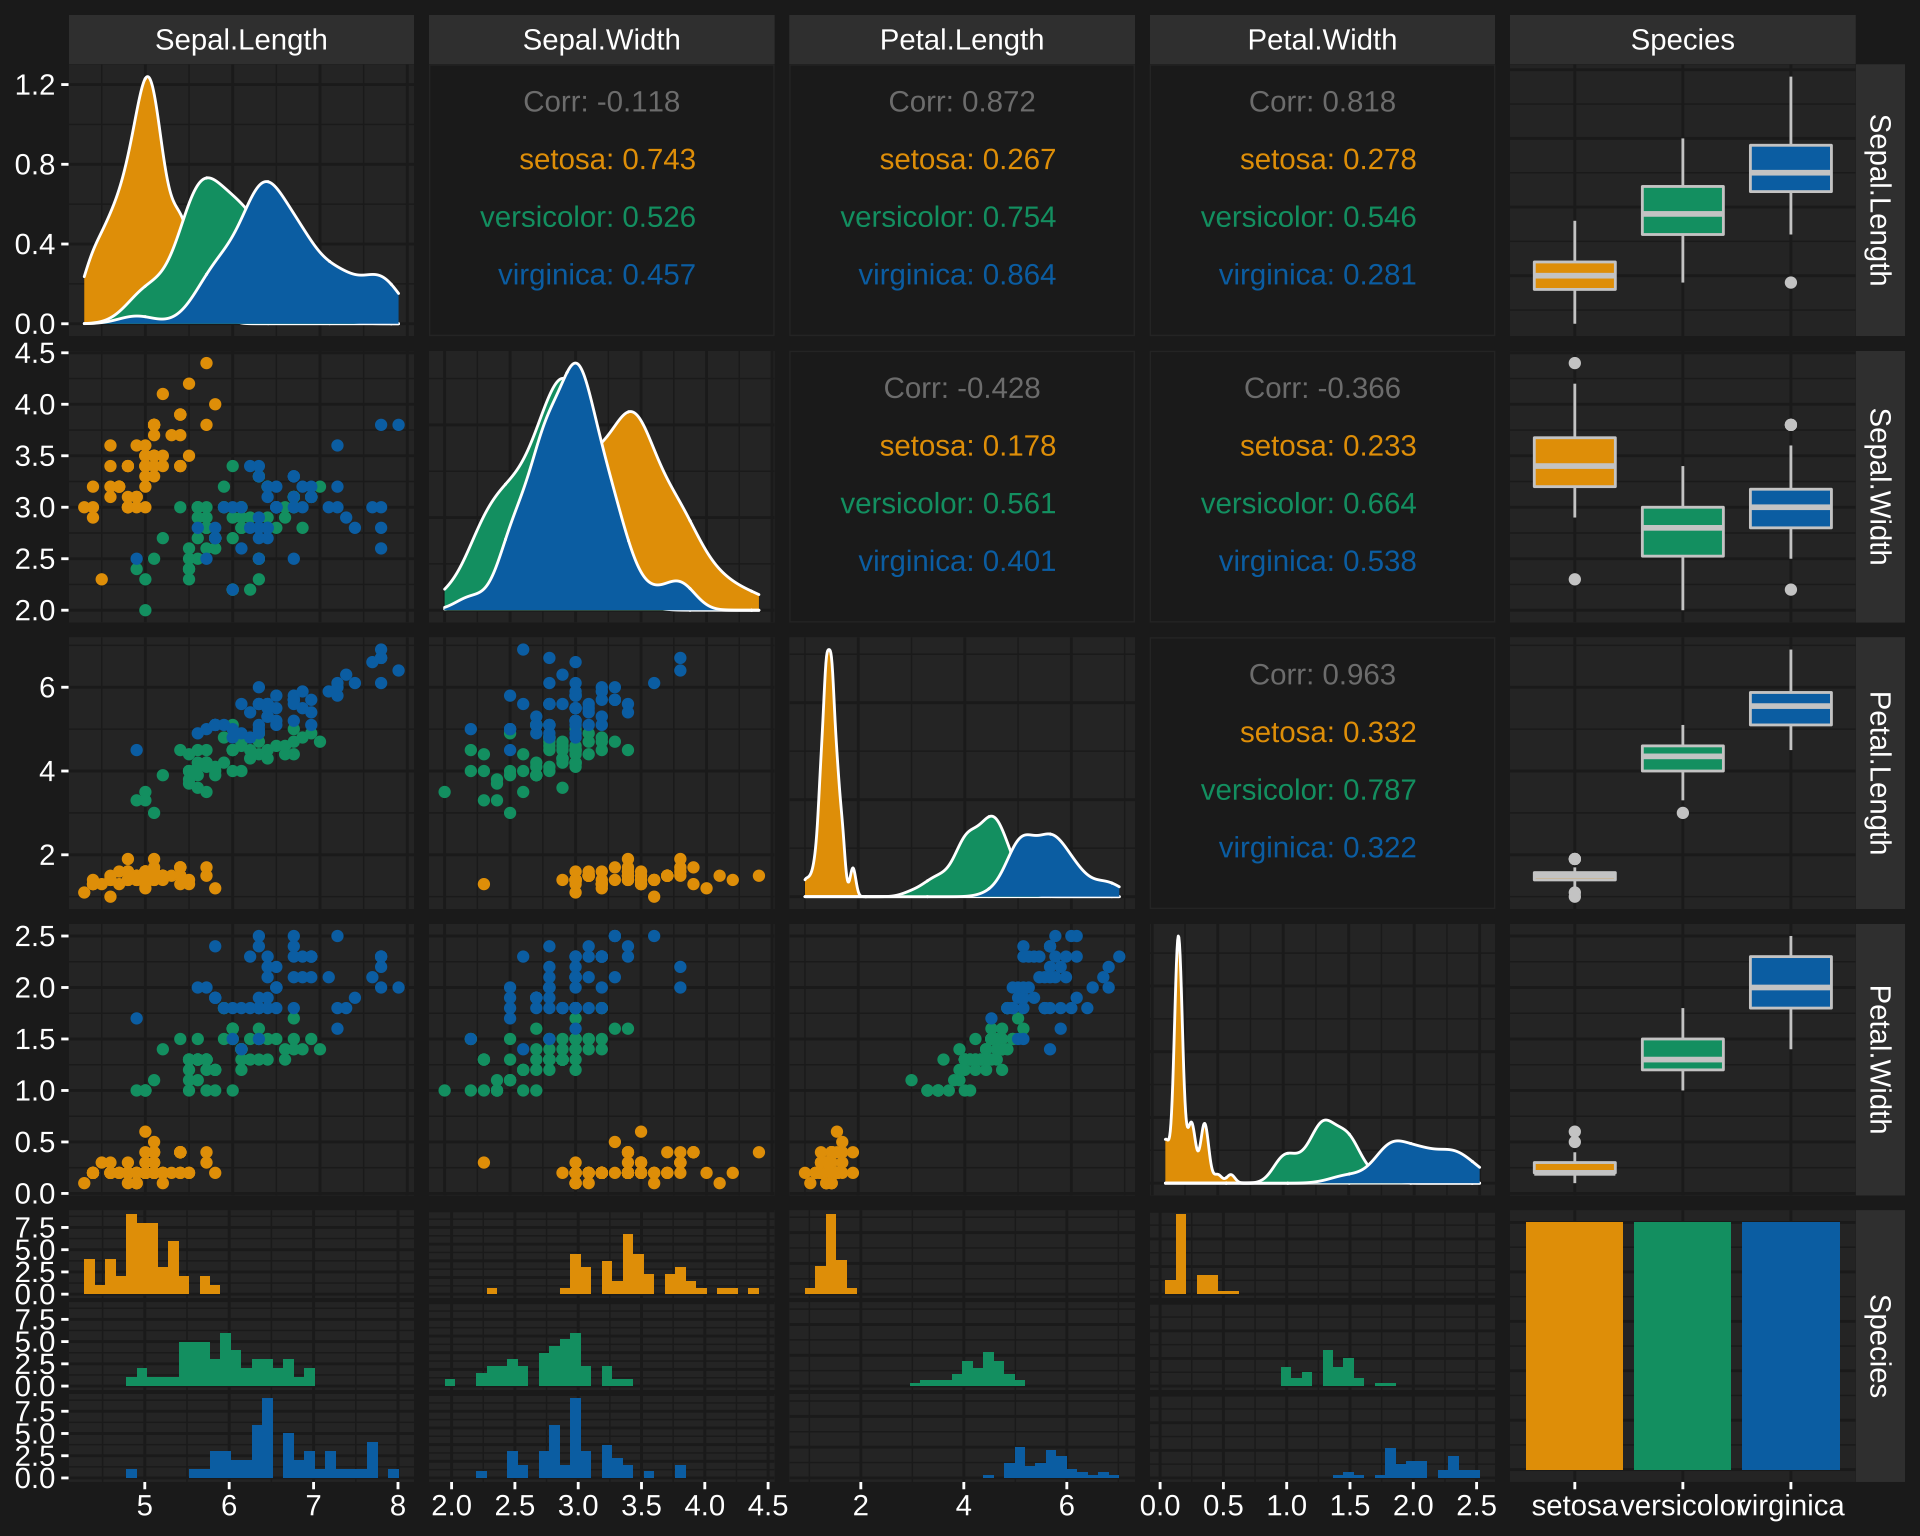 Sepal.Length Sepal.Width Petal.Length Petal.Width Species
1.2
0.8
0.4
0.0
Corr: -0.118
setosa: 0.743
versicolor: 0.526
virginica: 0.457
Corr: 0.872
setosa: 0.267
versicolor: 0.754
virginica: 0.864
Corr: 0.818
setosa: 0.278
versicolor: 0.546
virginica: 0.281
Sepal.Length
4.5
4.0
3.5
3.0
2.5
2.0
Corr: -0.428
setosa: 0.178
versicolor: 0.561
virginica: 0.401
Corr: -0.366
setosa: 0.233
versicolor: 0.664
virginica: 0.538
Sepal.Width
6
4
2
Corr: 0.963
setosa: 0.332
versicolor: 0.787
virginica: 0.322
Petal.Length
2.5
2.0
1.5
1.0
0.5
0.0
Petal.Width
7.5
5.0
2.5
0.0
7.5
5.0
2.5
0.0
7.5
5.0
2.5
0.0
Species
5 6 7 8
2.0 2.5 3.0 3.5 4.0 4.5
2 4 6
0.0 0.5 1.0 1.5 2.0 2.5
setosa versicolor virginica